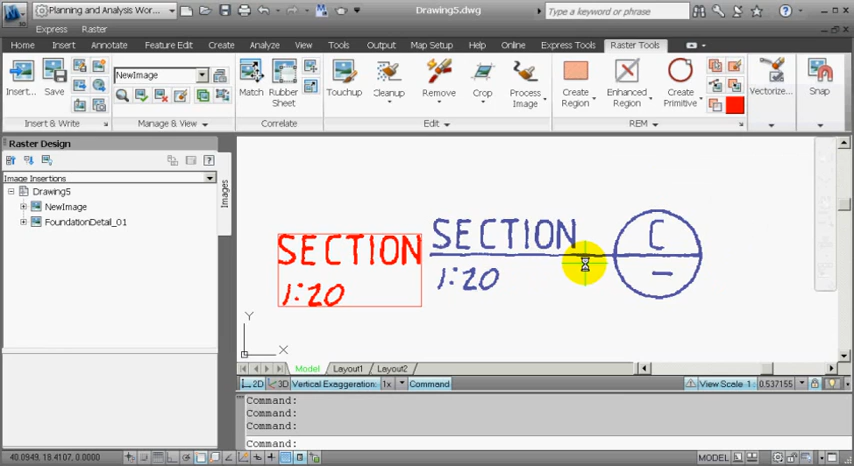 Planning and Analysis Wor...
Drawing5.dwg
Type a keyword or phrase
Express Raster
Home Insert Annotate Feature Edit Create Analyze View Tools Output Map Setup Help Online Express Tools Raster Tools
NewImage
Insert... Save Match Rubber Sheet Touchup Cleanup Remove Crop Process Image Create Region Enhanced Region Create Primitive Vectorize... Snap
Insert & Write Manage & View Correlate Edit REM
Raster Design
Image Insertions
Drawing5
NewImage
FoundationDetail_01
Images
SECTION
1:20
SECTION
1:20
C
–
Y
X
Model Layout1 Layout2
2D 3D Vertical Exaggeration: 1x Command View Scale 1: 0.537155
Command:
Command:
Command:
Command:
40.0949, 18.4107, 0.0000 MODEL